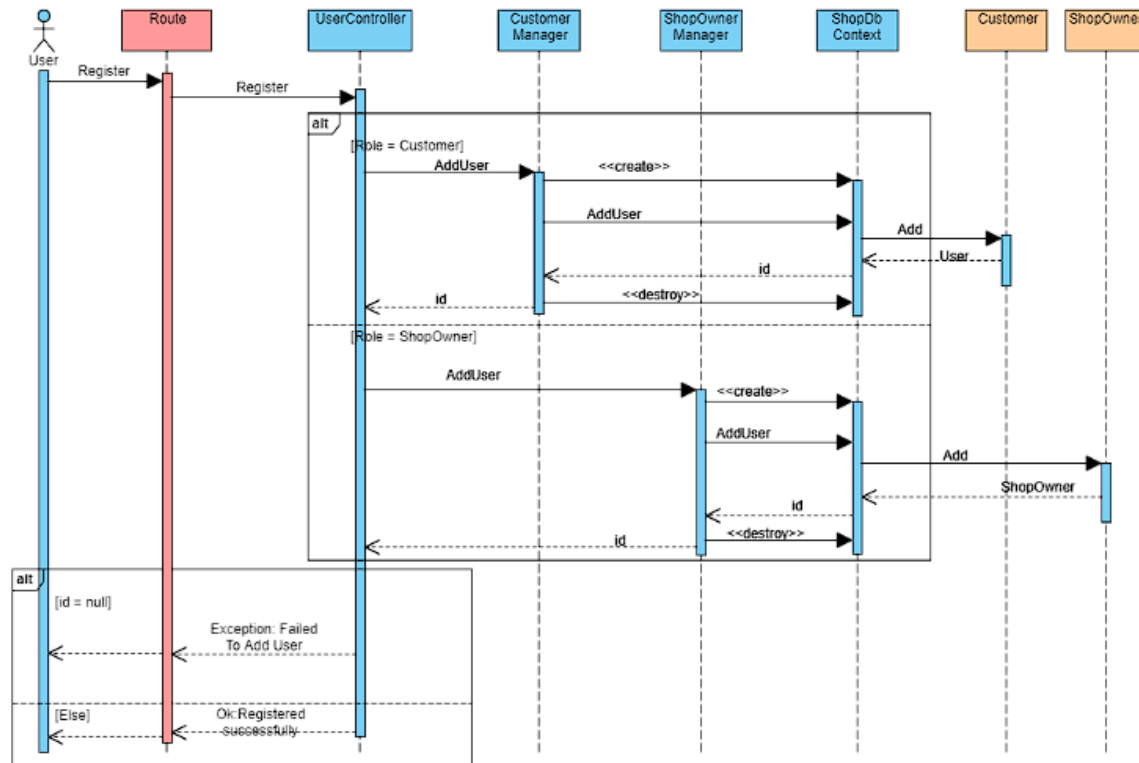 Route
UserController
Customer
Manager
ShopOwner
Manager
ShopDb
Context
Customer
ShopOwner
User
Register
Register
alt
[Role = Customer]
AddUser
<<create>>
AddUser
Add
User
id
<<destroy>>
id
[Role = ShopOwner]
AddUser
<<create>>
AddUser
Add
ShopOwner
id
<<destroy>>
id
alt
[id = null]
Exception: Failed
To Add User
[Else]
Ok:Registered
successfully